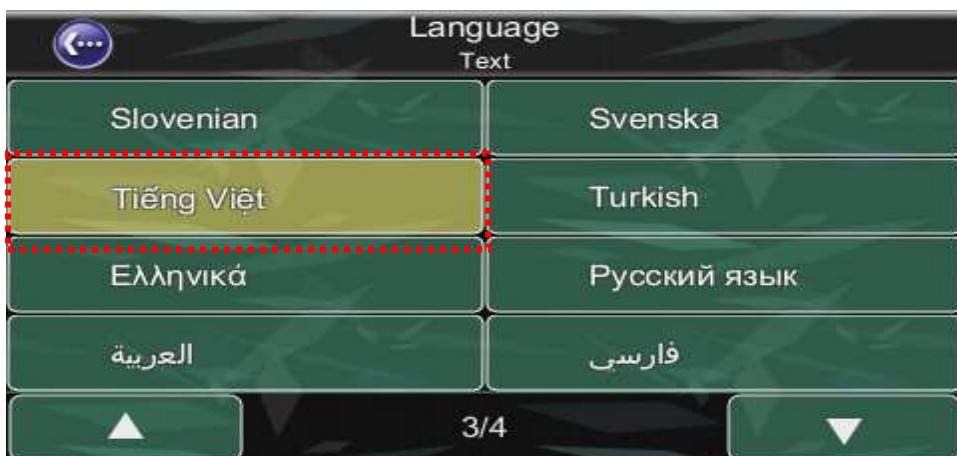 Language
Text
Slovenian
Svenska
Tiếng Việt
Turkish
Ελληνικά
Русский язык
العربية
فارسی
3/4